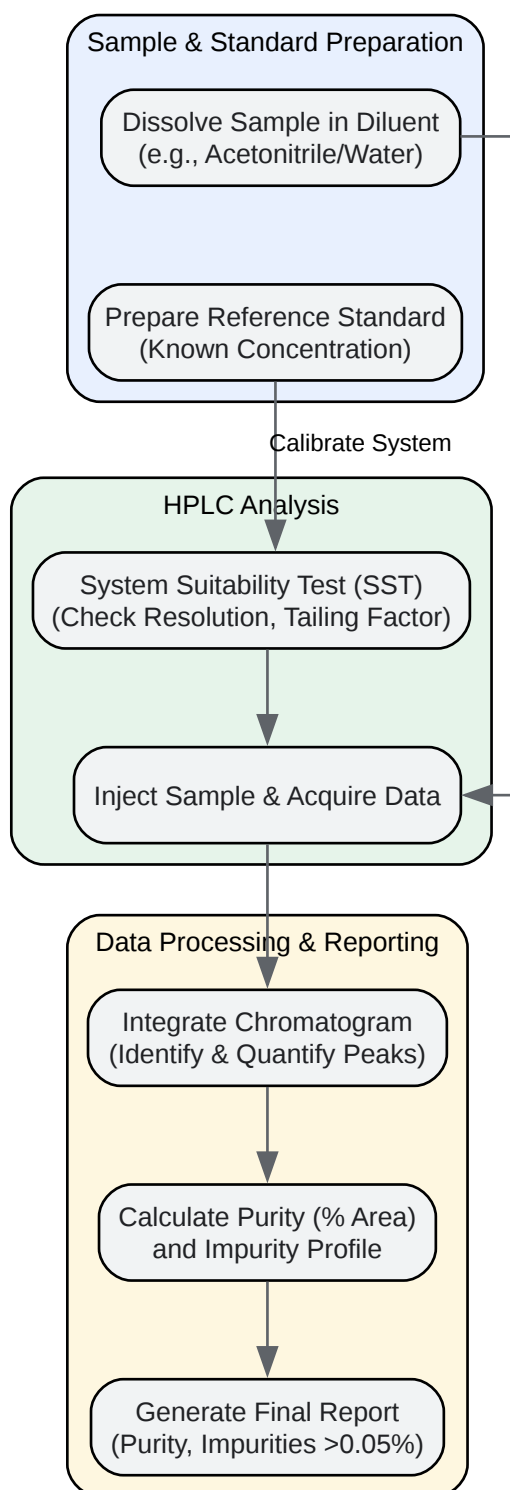 Sample & Standard Preparation
Dissolve Sample in Diluent
(e.g., Acetonitrile/Water)
Prepare Reference Standard
(Known Concentration)
Calibrate System
HPLC Analysis
System Suitability Test (SST)
(Check Resolution, Tailing Factor)
Inject Sample & Acquire Data
Data Processing & Reporting
Integrate Chromatogram
(Identify & Quantify Peaks)
Calculate Purity (% Area)
and Impurity Profile
Generate Final Report
(Purity, Impurities >0.05%)